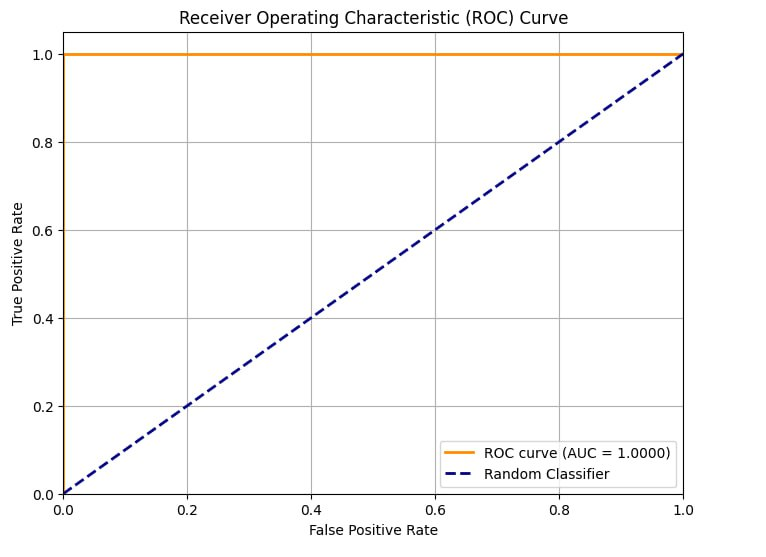 Receiver Operating Characteristic (ROC) Curve
1.0
0.8
0.6
0.4
0.2
0.0
True Positive Rate
ROC curve (AUC = 1.0000)
Random Classifier
0.0 0.2 0.4 0.6 0.8 1.0
False Positive Rate